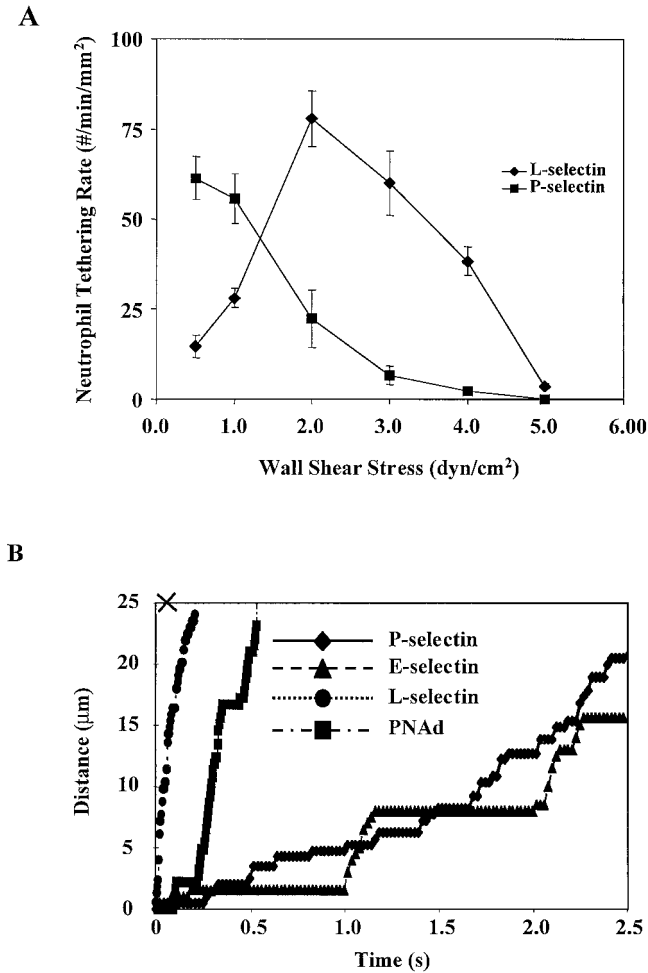 A
Neutrophil Tethering Rate (#/min/mm²)
100
75
50
25
0
0.0 1.0 2.0 3.0 4.0 5.0 6.00
Wall Shear Stress (dyn/cm²)
L-selectin
P-selectin
B
Distance (μm)
25
20
15
10
5
0
0 0.5 1.0 1.5 2.0 2.5
Time (s)
P-selectin
E-selectin
L-selectin
PNAd